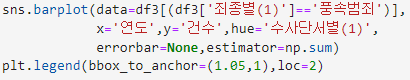 sns.barplot(data=df3[(df3['죄종별(1)']=='풍속범죄')],
x='연도',y='건수',hue='수사단서별(1)',
errorbar=None,estimator=np.sum)
plt.legend(bbox_to_anchor=(1.05,1),loc=2)